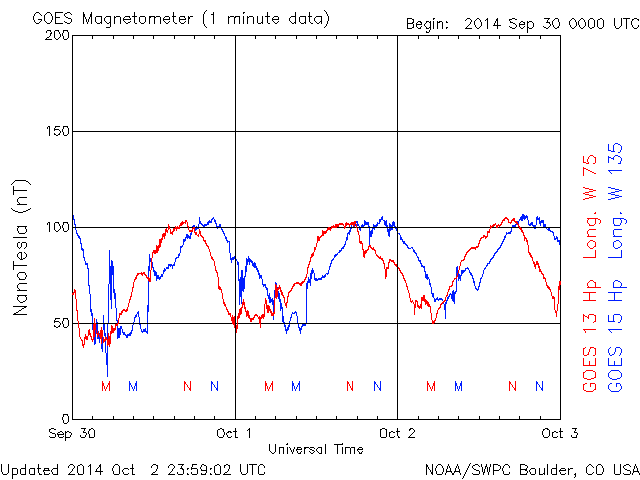 GOES Magnetometer (1 minute data)
Begin: 2014 Sep 30 0000 UTC
200
150
100
50
0
NanoTesla (nT)
M M N N M M N N M M N N
Sep 30 Oct 1 Oct 2 Oct 3
Universal Time
GOES 13 Hp Long. W 75
GOES 15 Hp Long. W 135
Updated 2014 Oct 2 23:59:02 UTC
NOAA/SWPC Boulder, CO USA